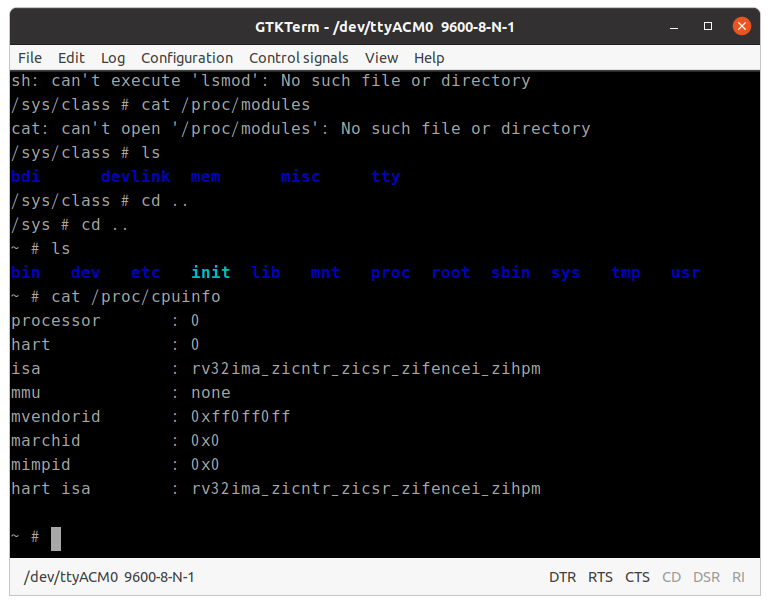 GTKTerm - /dev/ttyACM0 9600-8-N-1
File Edit Log Configuration Control signals View Help
sh: can't execute 'lsmod': No such file or directory
/sys/class # cat /proc/modules
cat: can't open '/proc/modules': No such file or directory
/sys/class # ls
bdi      devlink  mem      misc     tty
/sys/class # cd ..
/sys # cd ..
~ # ls
bin   dev   etc   init  lib   mnt   proc  root  sbin  sys   tmp   usr
~ # cat /proc/cpuinfo
processor       : 0
hart            : 0
isa             : rv32ima_zicntr_zicsr_zifencei_zihpm
mmu             : none
mvendorid       : 0xff0ff0ff
marchid         : 0x0
mimpid          : 0x0
hart isa        : rv32ima_zicntr_zicsr_zifencei_zihpm
~ #
/dev/ttyACM0 9600-8-N-1 DTR RTS CTS CD DSR RI